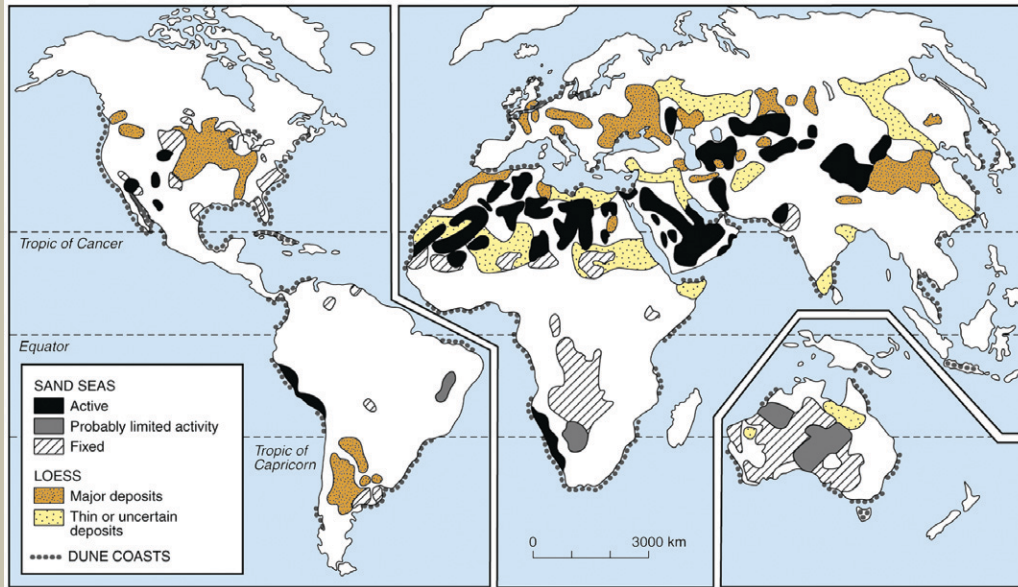 Tropic of Cancer
Equator
Tropic of
Capricorn
SAND SEAS
Active
Probably limited activity
Fixed
LOESS
Major deposits
Thin or uncertain
deposits
DUNE COASTS
0 3000 km